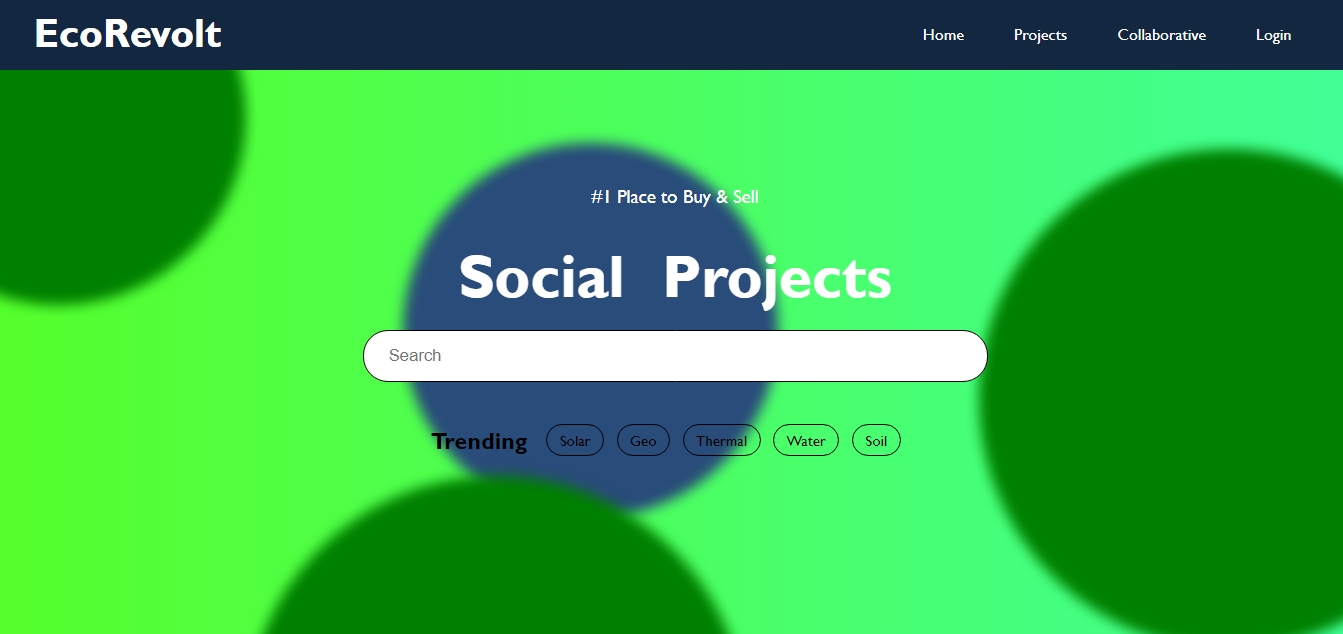 EcoRevolt Home Projects Collaborative Login
#1 Place to Buy & Sell
Social Projects
Search
Trending Solar Geo Thermal Water Soil